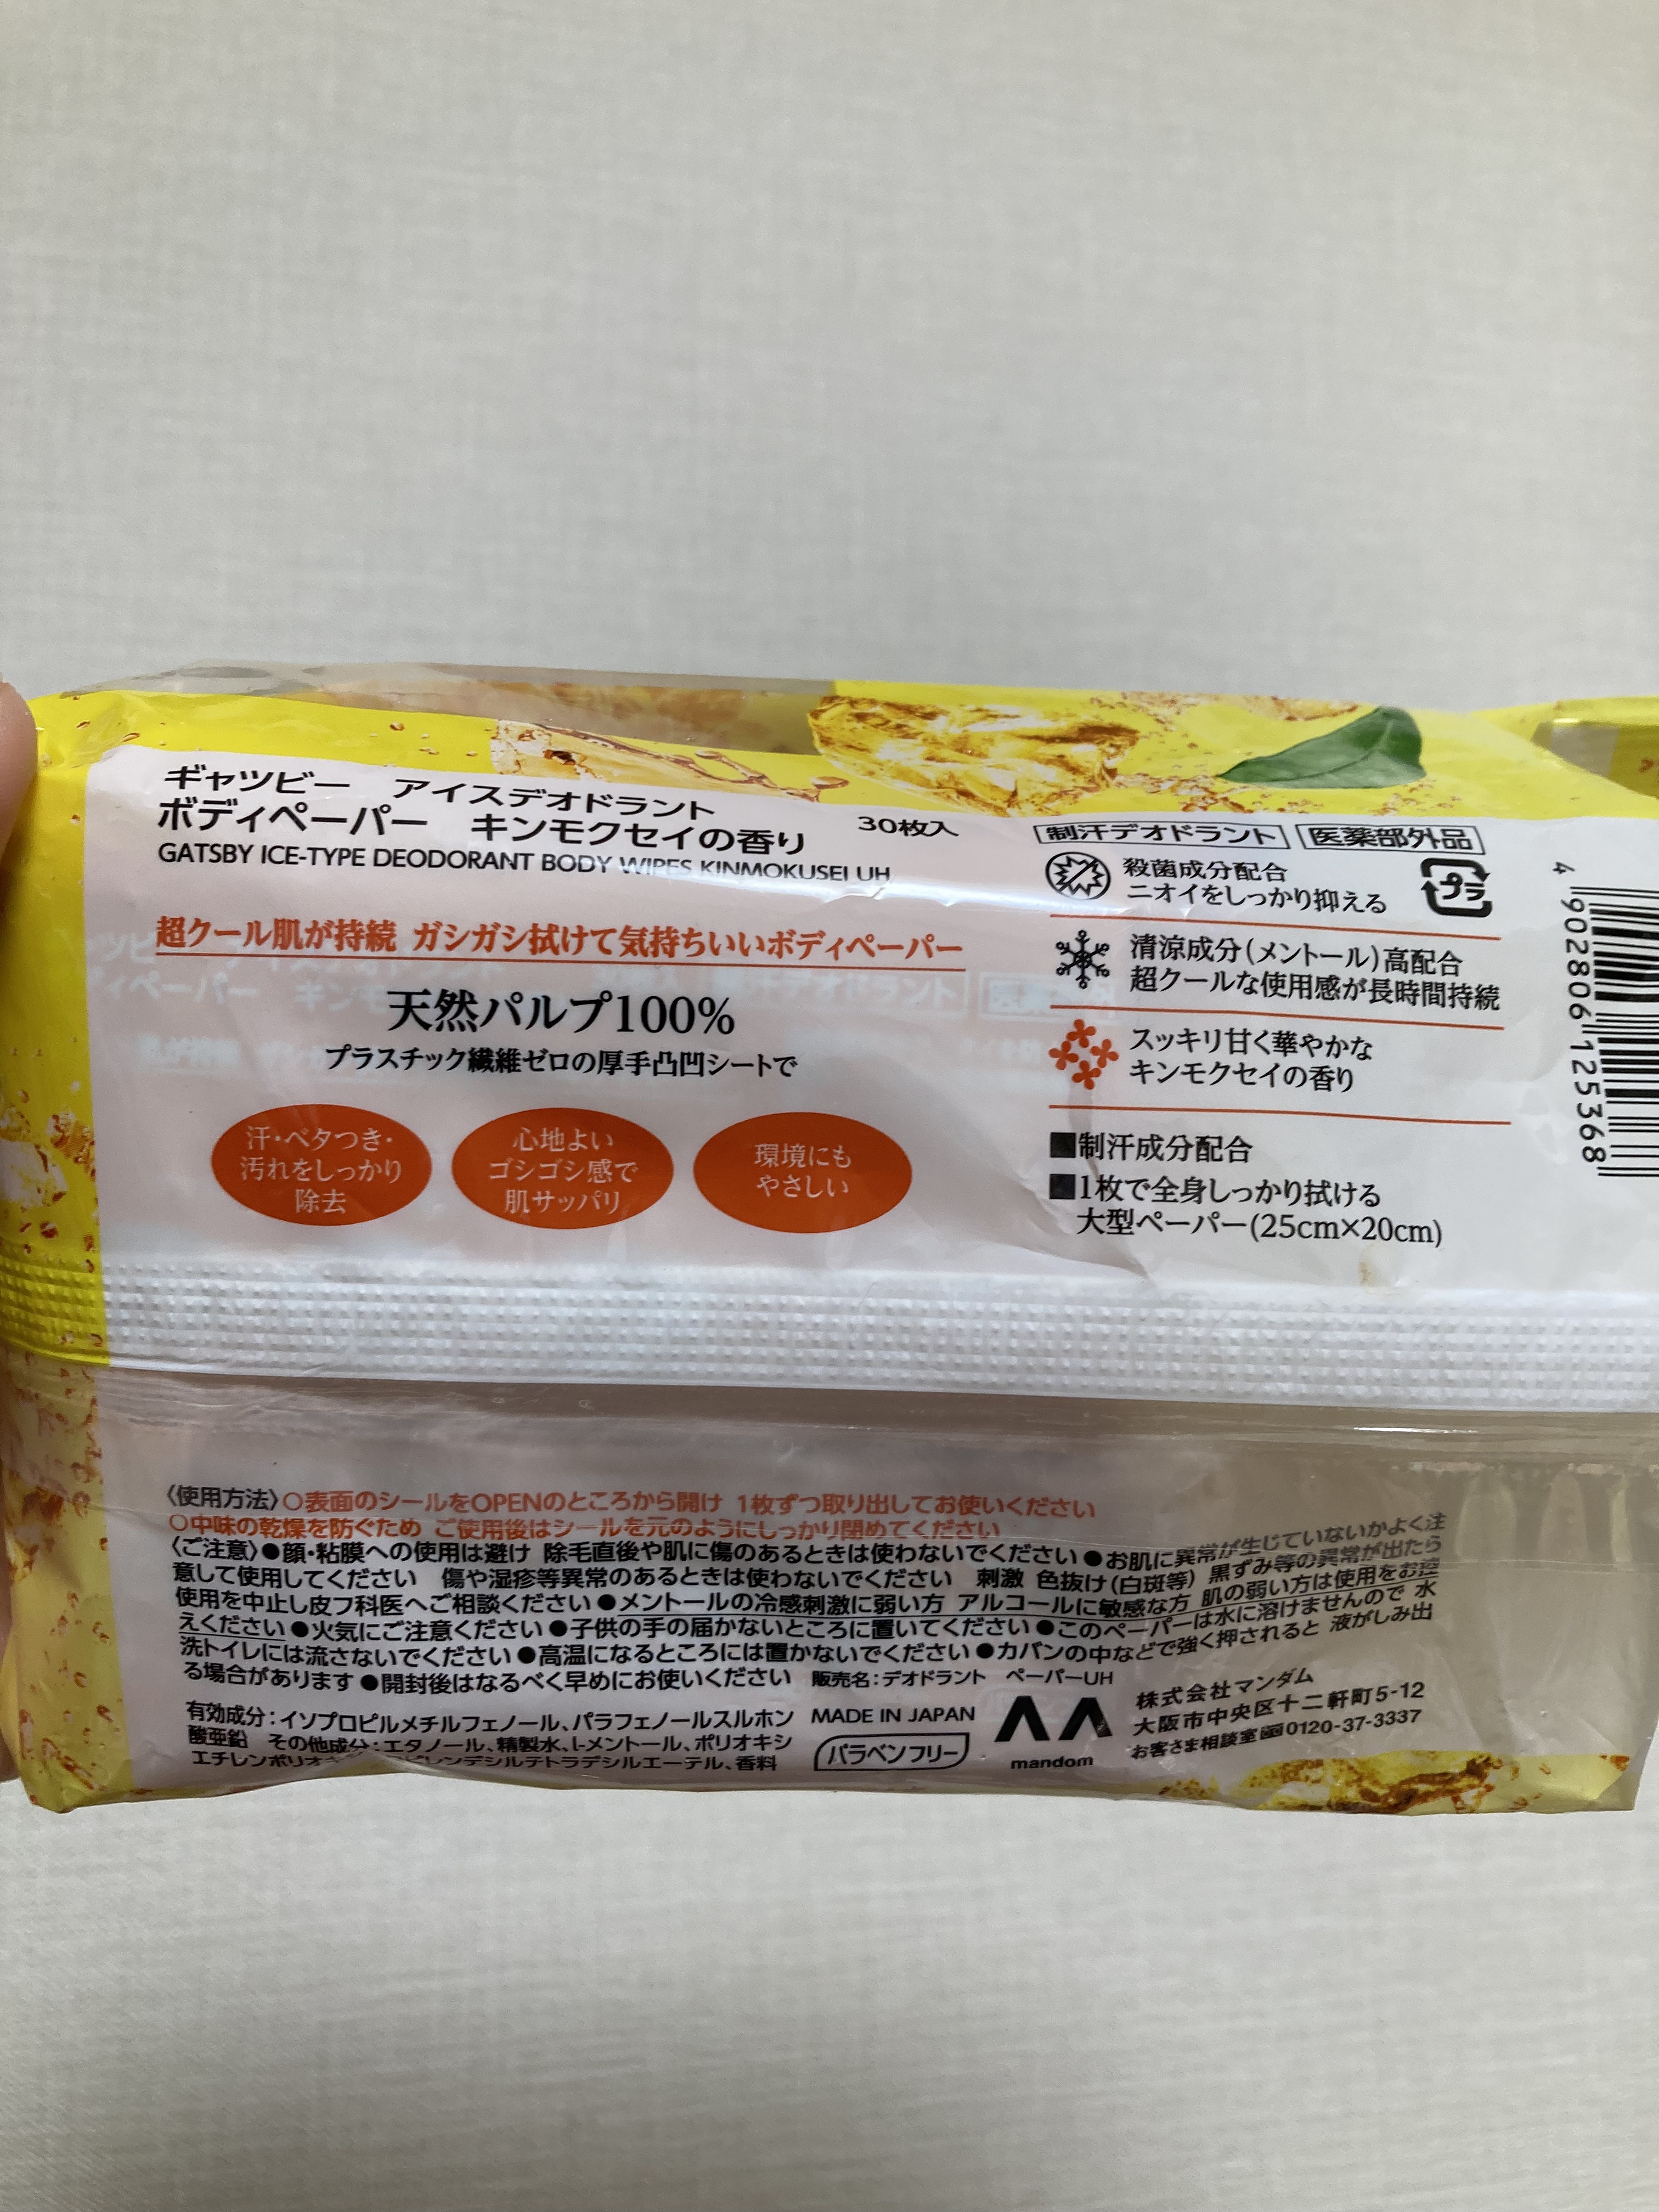 ギャツビー アイスデオドラント
ボディペーパー キンモクセイの香り 30枚入
GATSBY ICE-TYPE DEODORANT BODY WIPES KINMOKUSEI UH
超クール肌が持続 ガシガシ拭けて気持ちいいボディペーパー
天然パルプ100%
プラスチック繊維ゼロの厚手凸凹シートで
汗・ベタつき・
汚れをしっかり
除去
心地よい
ゴシゴシ感で
肌サッパリ
環境にも
やさしい
制汗デオドラント 医薬部外品
殺菌成分配合
ニオイをしっかり抑える
プラ
清涼成分(メントール)高配合
超クールな使用感が長時間持続
スッキリ甘く華やかな
キンモクセイの香り
■制汗成分配合
■1枚で全身しっかり拭ける
大型ペーパー(25cm×20cm)
4 902806 125368
〈使用方法〉○表面のシールをOPENのところから開け 1枚ずつ取り出してお使いください
○中味の乾燥を防ぐため ご使用後はシールを元のようにしっかり閉めてください
〈ご注意〉●顔・粘膜への使用は避け 除毛直後や肌に傷のあるときは使わないでください ●お肌に異常が生じていないかよく注
意して使用してください 傷や湿疹等異常のあるときは使わないでください 刺激 色抜け(白斑等) 黒ずみ等の異常が出たら
使用を中止し皮フ科医へご相談ください ●メントールの冷感刺激に弱い方 アルコールに敏感な方 肌の弱い方は使用をお控
えください ●火気にご注意ください ●子供の手の届かないところに置いてください ●このペーパーは水に溶けませんので 水
洗トイレには流さないでください ●高温になるところには置かないでください ●カバンの中などで強く押されると 液がしみ出
る場合があります ●開封後はなるべく早めにお使いください 販売名:デオドラント ペーパーUH
有効成分:イソプロピルメチルフェノール、パラフェノールスルホン
酸亜鉛 その他成分:エタノール、精製水、l-メントール、ポリオキシ
エチレンポリオ レンデシルテトラデシルエーテル、香料
MADE IN JAPAN
パラベンフリー
mandom
株式会社マンダム
大阪市中央区十二軒町5-12
お客さま相談室 0120-37-3337